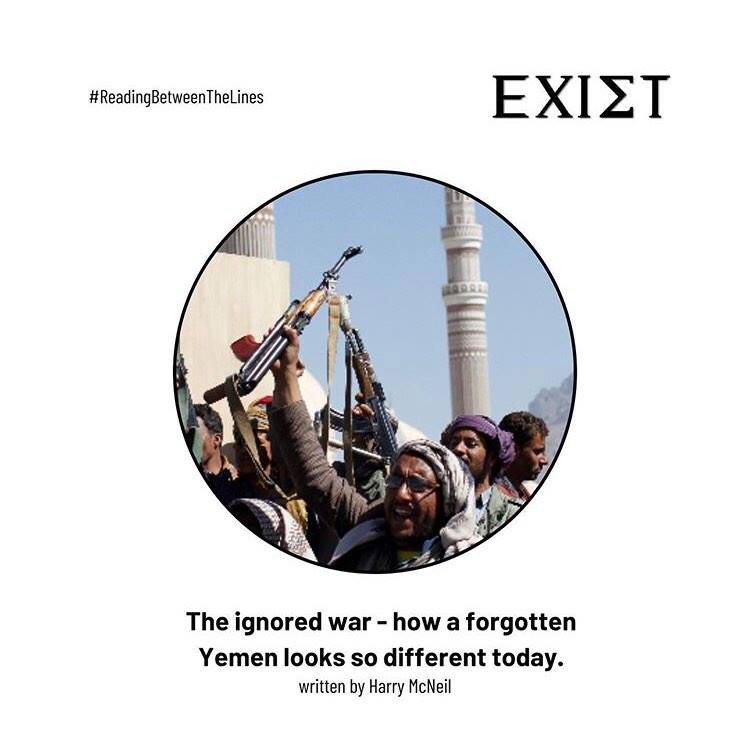 #ReadingBetweenTheLines
EXIΣT
The ignored war - how a forgotten
Yemen looks so different today.
written by Harry McNeil